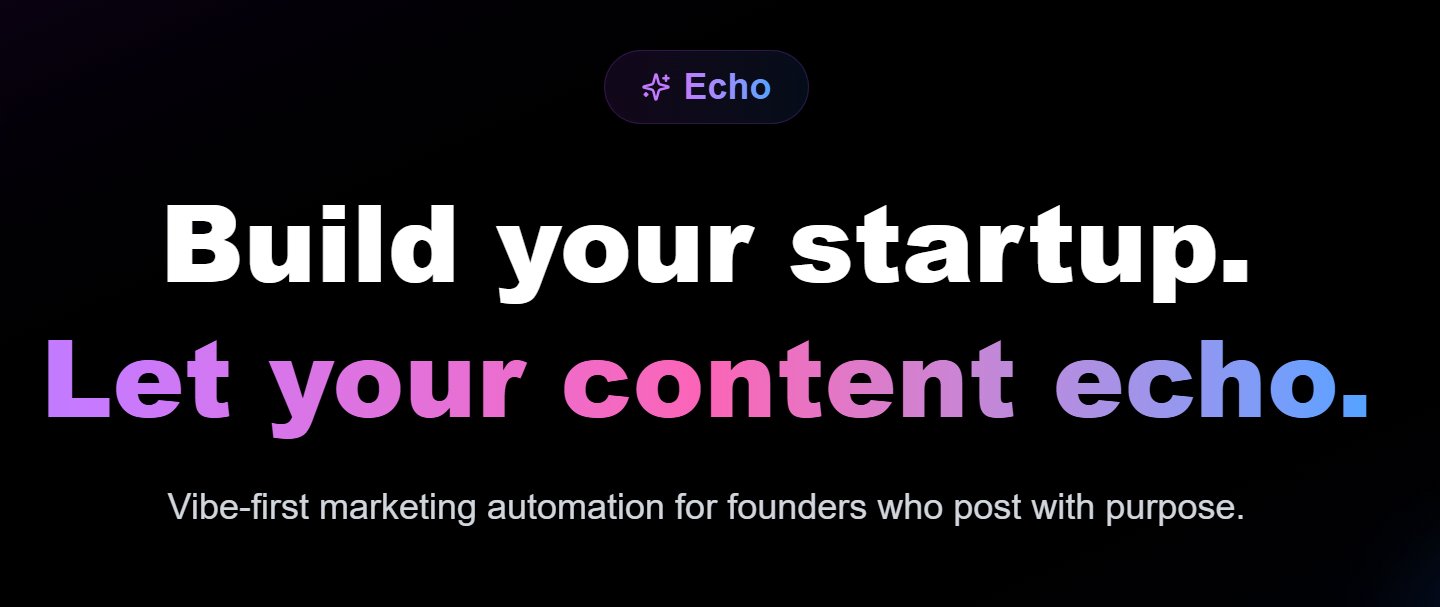 Echo
Build your startup.
Let your content echo.
Vibe-first marketing automation for founders who post with purpose.